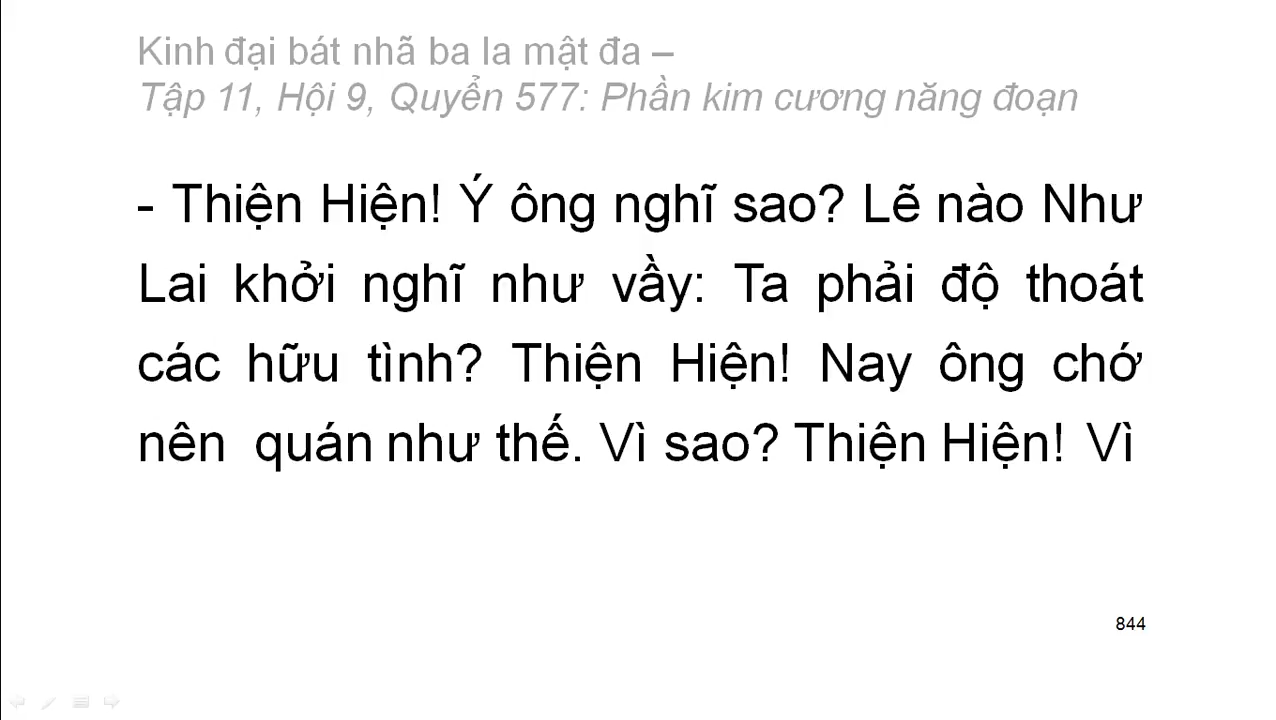 Kinh đại bát nhã ba la mật đa –
Tập 11, Hội 9, Quyển 577: Phần kim cương năng đoạn
- Thiện Hiện! Ý ông nghĩ sao? Lẽ nào Như
Lai khởi nghĩ như vầy: Ta phải độ thoát
các hữu tình? Thiện Hiện! Nay ông chớ
nên quán như thế. Vì sao? Thiện Hiện! Vì
844